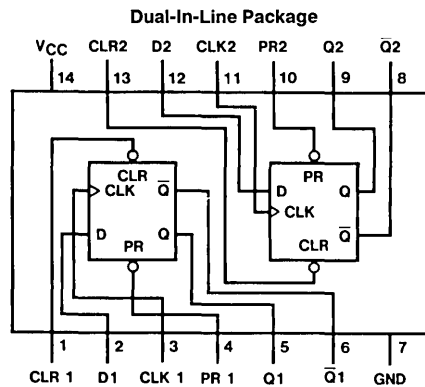 Dual-In-Line Package
VCC CLR2 D2 CLK2 PR2 Q2 Q̅2
14 13 12 11 10 9 8
CLR
CLK Q̅
D Q
PR
PR
D Q
CLK
CLR Q̅
1 2 3 4 5 6 7
CLR 1 D1 CLK 1 PR 1 Q1 Q̅1 GND